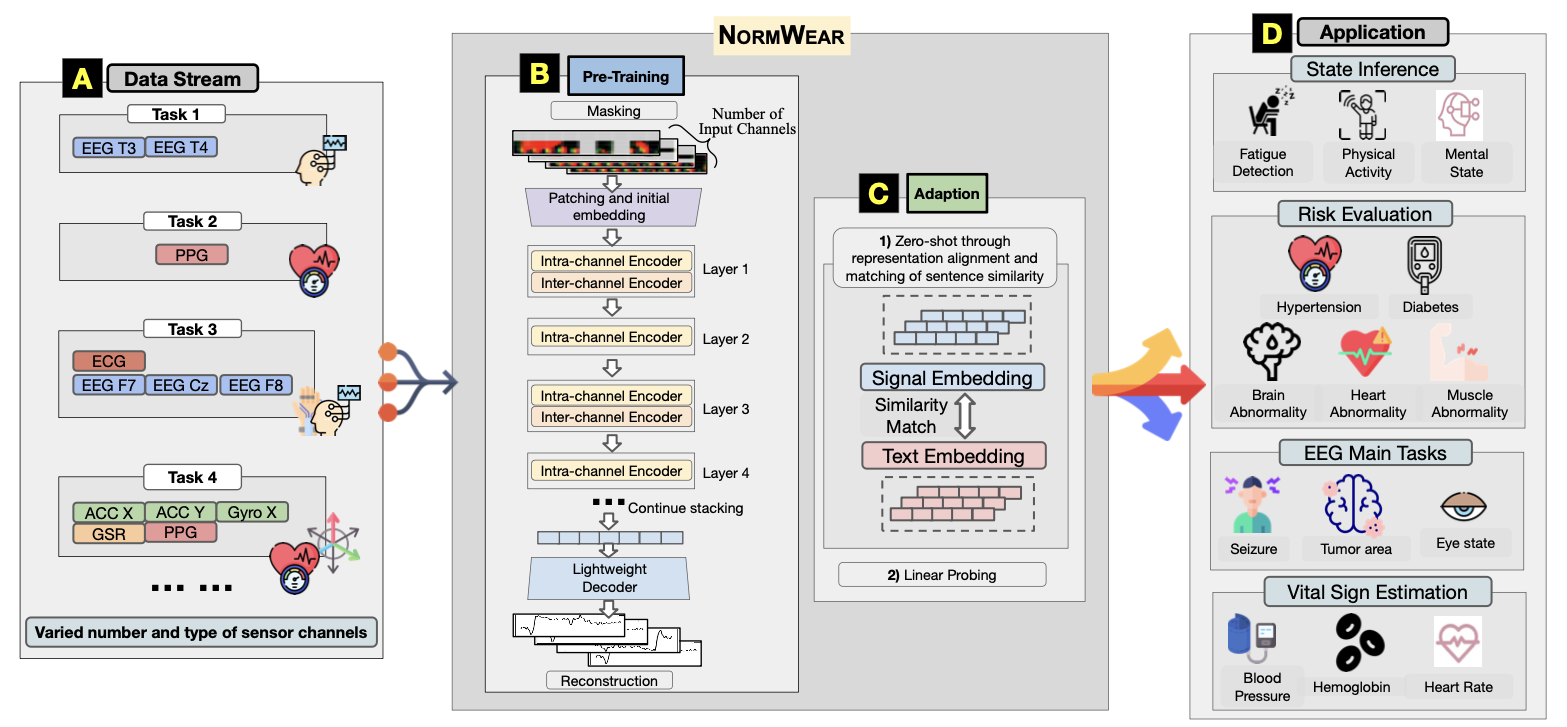 NORMWEAR
A
Data Stream
Task 1
EEG T3
EEG T4
Task 2
PPG
Task 3
ECG
EEG F7
EEG Cz
EEG F8
Task 4
ACC X
ACC Y
Gyro X
GSR
PPG
... ...
Varied number and type of sensor channels
B
Pre-Training
Masking
Number of
Input Channels
Patching and initial
embedding
Intra-channel Encoder
Inter-channel Encoder
Layer 1
Intra-channel Encoder
Layer 2
Intra-channel Encoder
Inter-channel Encoder
Layer 3
Intra-channel Encoder
Layer 4
... Continue stacking
Lightweight
Decoder
Reconstruction
C
Adaption
1) Zero-shot through
representation alignment and
matching of sentence similarity
Signal Embedding
Similarity
Match
Text Embedding
2) Linear Probing
D
Application
State Inference
Fatigue
Detection
Physical
Activity
Mental
State
Risk Evaluation
Hypertension
Diabetes
Brain
Abnormality
Heart
Abnormality
Muscle
Abnormality
EEG Main Tasks
Seizure
Tumor area
Eye state
Vital Sign Estimation
Blood
Pressure
Hemoglobin
Heart Rate